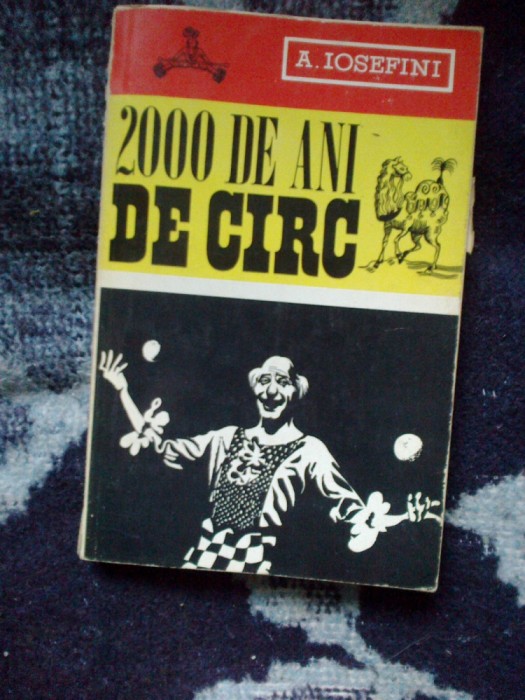 A. IOSEFINI
2000 DE ANI
DE CIRC